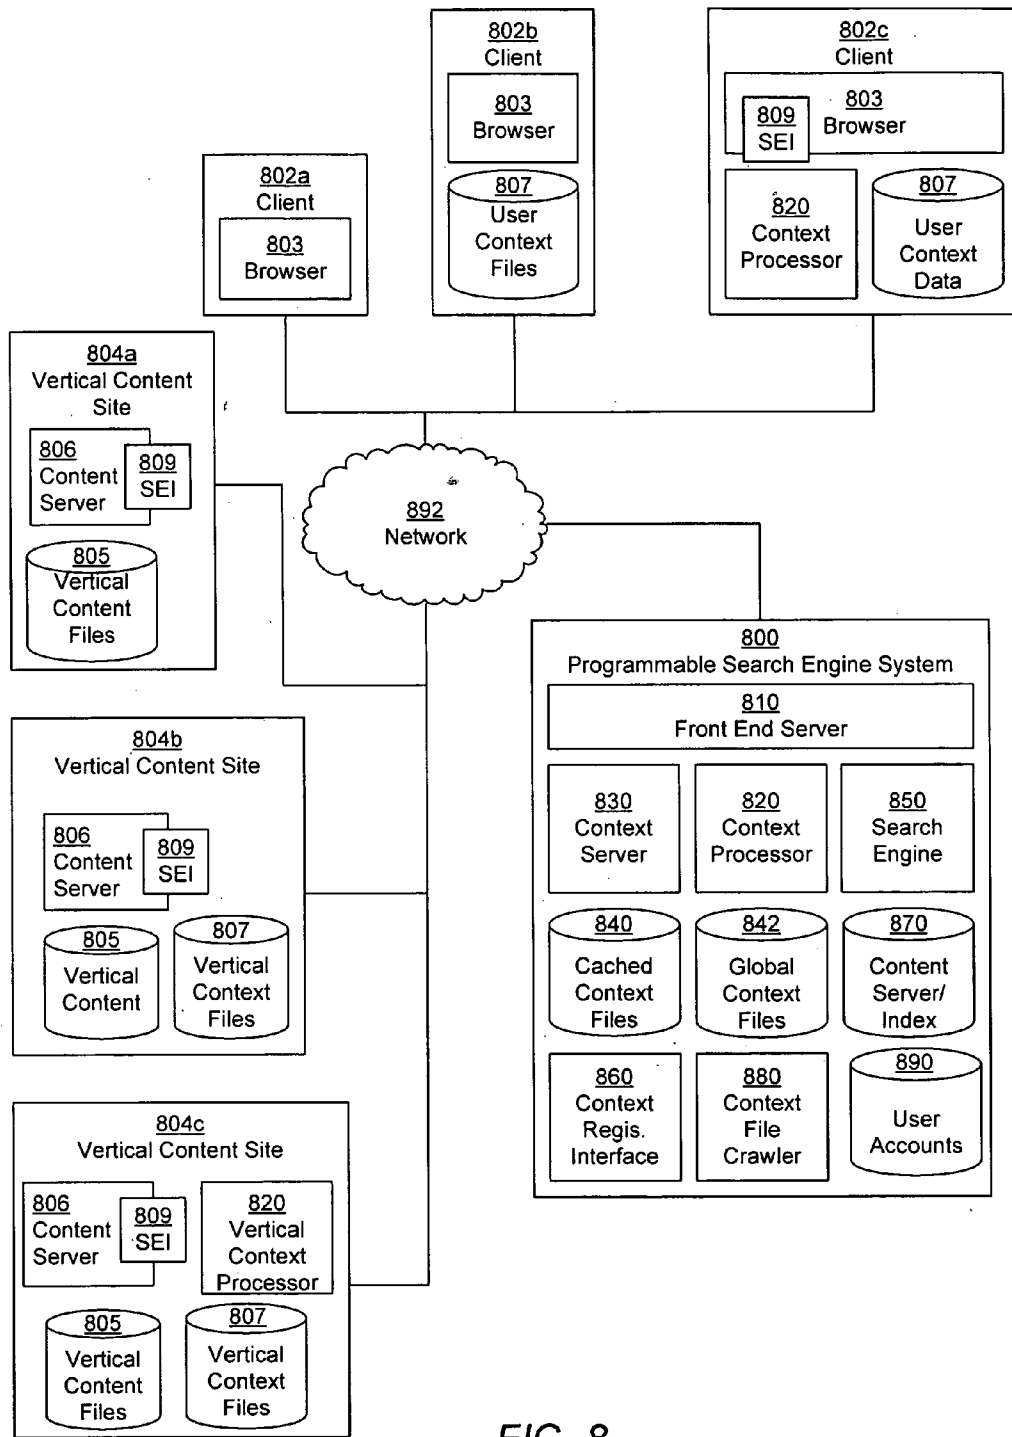 802a
Client
803
Browser
802b
Client
803
Browser
807
User
Context
Files
802c
Client
803
Browser
809
SEI
820
Context
Processor
807
User
Context
Data
804a
Vertical Content
Site
806
Content
Server
809
SEI
805
Vertical
Content
Files
892
Network
804b
Vertical Content Site
806
Content
Server
809
SEI
805
Vertical
Content
807
Vertical
Context
Files
804c
Vertical Content Site
806
Content
Server
809
SEI
820
Vertical
Context
Processor
805
Vertical
Content
Files
807
Vertical
Context
Files
800
Programmable Search Engine System
810
Front End Server
830
Context
Server
820
Context
Processor
850
Search
Engine
840
Cached
Context
Files
842
Global
Context
Files
870
Content
Server/
Index
860
Context
Regis.
Interface
880
Context
File
Crawler
890
User
Accounts
FIG. 8